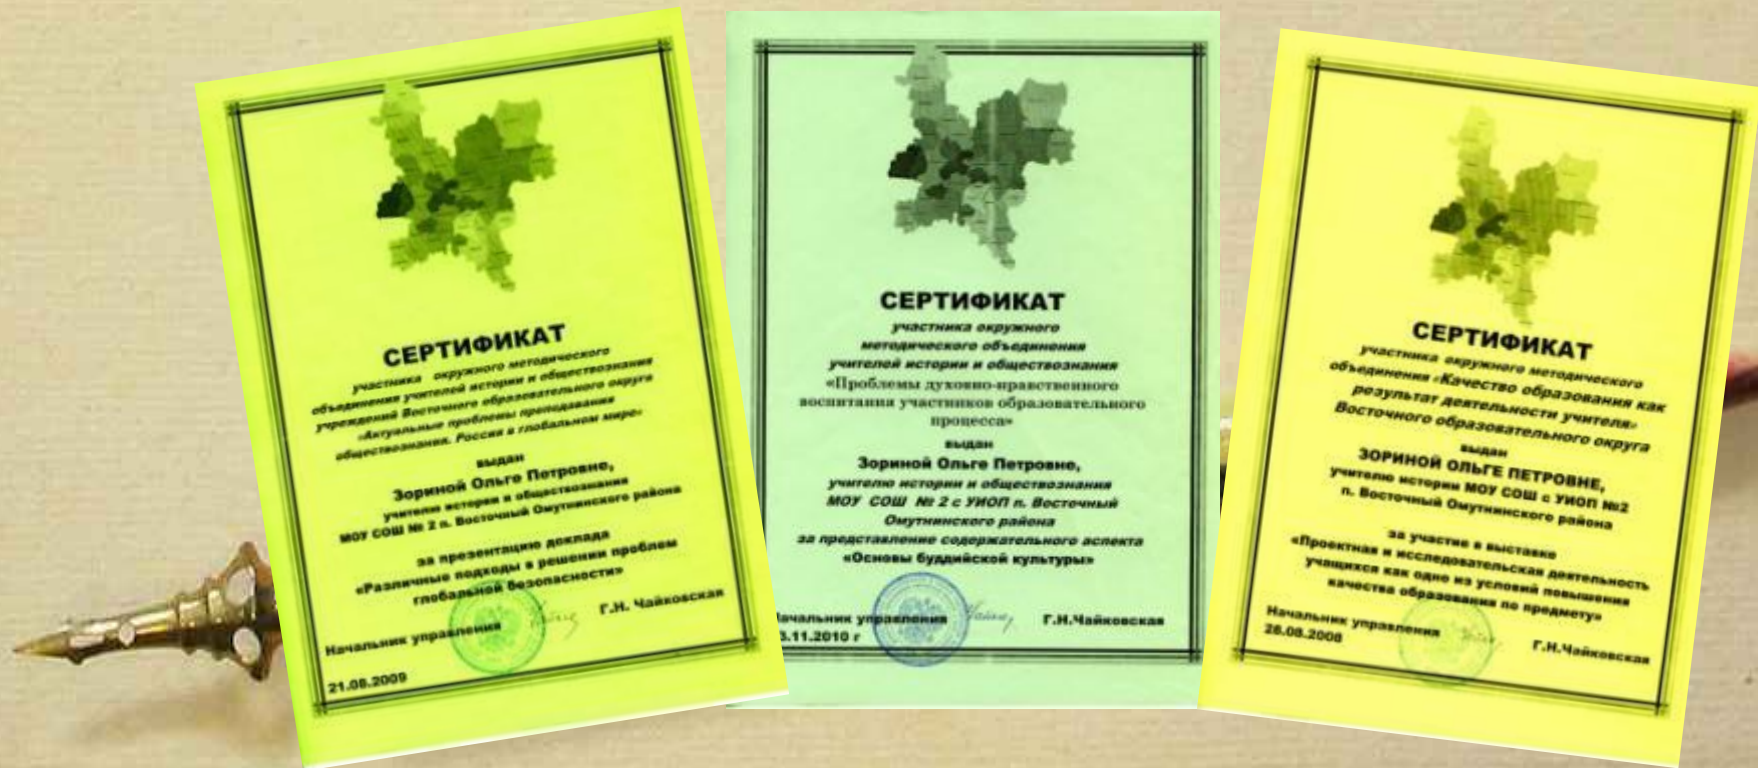 СЕРТИФИКАТ
участника окружного методического
объединения учителей истории и обществознания
учреждений Восточного образовательного округа
«Актуальные проблемы преподавания
обществознания. Россия в глобальном мире»
выдан
Зориной Ольге Петровне,
учителю истории и обществознания
МОУ СОШ № 2 п. Восточный Омутнинского района
за презентацию доклада
«Различные подходы в решении проблем
глобальной безопасности»
Начальник управления Г.Н. Чайковская
21.08.2009
СЕРТИФИКАТ
участника окружного
методического объединения
учителей истории и обществознания
«Проблемы духовно-нравственного
воспитания участников образовательного
процесса»
выдан
Зориной Ольге Петровне,
учителю истории и обществознания
МОУ СОШ № 2 с УИОП п. Восточный
Омутнинского района
за представление содержательного аспекта
«Основы буддийской культуры»
Начальник управления Г.Н.Чайковская
3.11.2010 г
СЕРТИФИКАТ
участника окружного методического
объединения «Качество образования как
результат деятельности учителя»
Восточного образовательного округа
выдан
ЗОРИНОЙ ОЛЬГЕ ПЕТРОВНЕ,
учителю истории МОУ СОШ с УИОП №2
п. Восточный Омутнинского района
за участие в выставке
«Проектная и исследовательская деятельность
учащихся как одно из условий повышения
качества образования по предмету»
Начальник управления Г.Н.Чайковская
28.08.2008